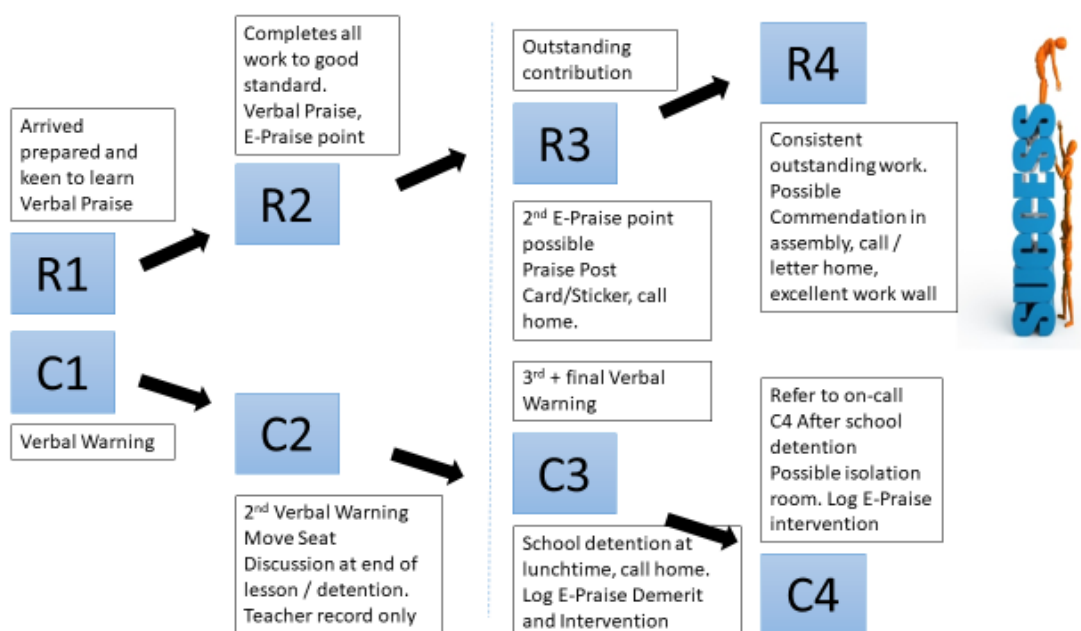 Arrived
prepared and
keen to learn
Verbal Praise
R1
Completes all
work to good
standard.
Verbal Praise,
E-Praise point
R2
Outstanding
contribution
R3
2nd E-Praise point
possible
Praise Post
Card/Sticker, call
home.
R4
Consistent
outstanding work.
Possible
Commendation in
assembly, call /
letter home,
excellent work wall
SUCCESS
C1
Verbal Warning
C2
2nd Verbal Warning
Move Seat
Discussion at end of
lesson / detention.
Teacher record only
3rd + final Verbal
Warning
C3
School detention at
lunchtime, call home.
Log E-Praise Demerit
and Intervention
Refer to on-call
C4 After school
detention
Possible isolation
room. Log E-Praise
intervention
C4